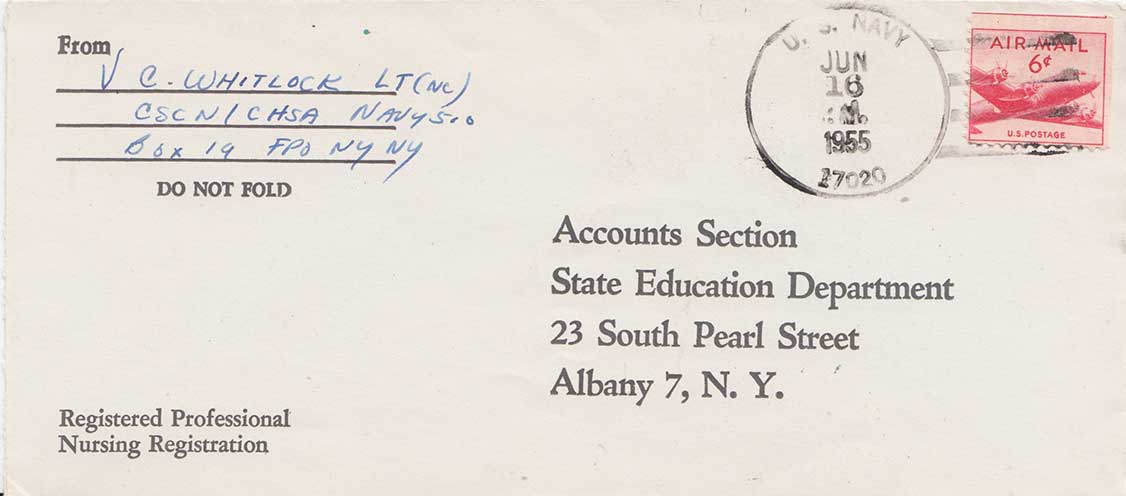 From
V C. WHITLOCK LT(NC)
CSCN/CHSA NAVY 510
Box 19 FPO NY NY
DO NOT FOLD
U. S. NAVY
JUN
16
.M.
1955
17020
AIR MAIL
6¢
U.S. POSTAGE
Accounts Section
State Education Department
23 South Pearl Street
Albany 7, N. Y.
Registered Professional
Nursing Registration